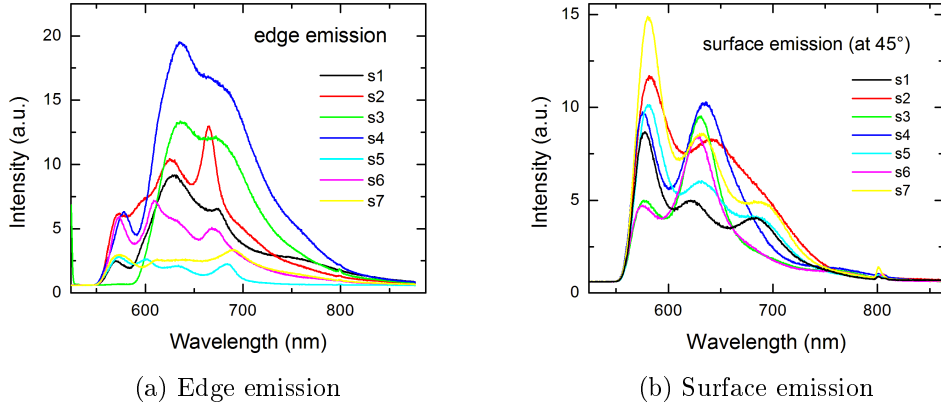 edge emission
s1
s2
s3
s4
s5
s6
s7
20
15
10
5
0
600
700
800
Intensity (a.u.)
Wavelength (nm)
(a) Edge emission
surface emission (at 45°)
s1
s2
s3
s4
s5
s6
s7
15
10
5
0
600
700
800
Intensity (a.u.)
Wavelength (nm)
(b) Surface emission